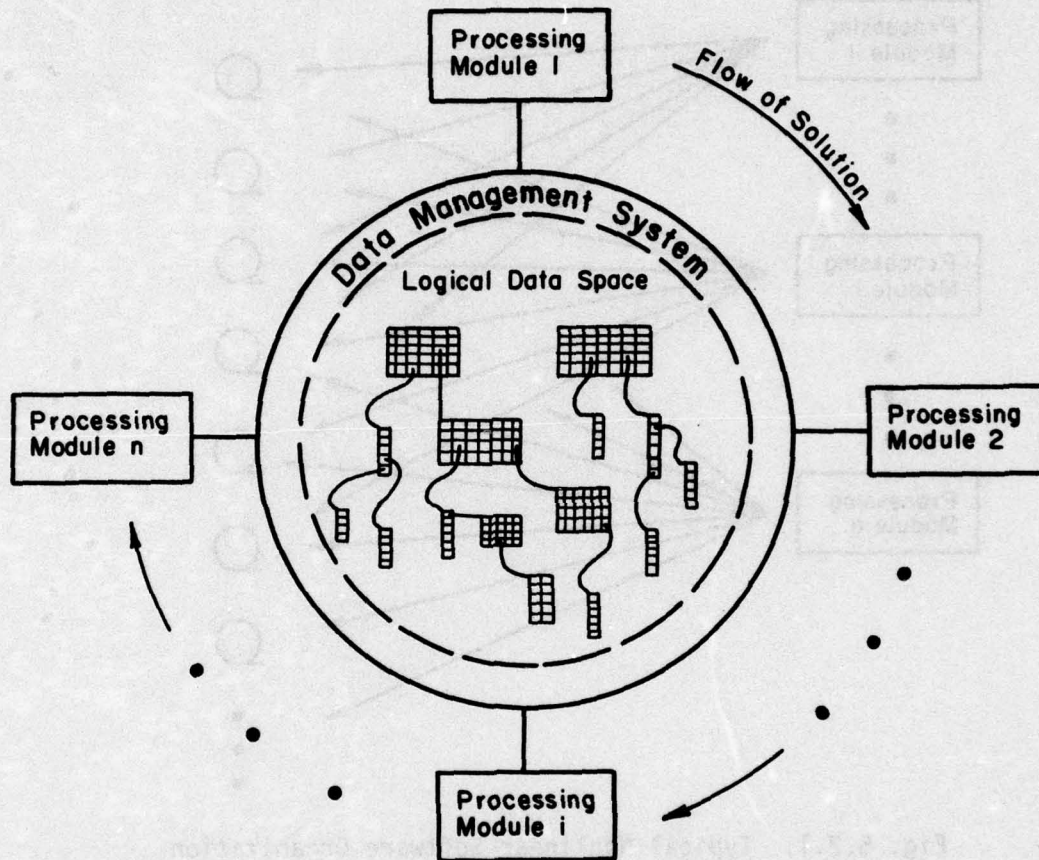 Processing
Module 1
Flow of Solution
Data Management System
Logical Data Space
Processing
Module n
Processing
Module 2
Processing
Module i